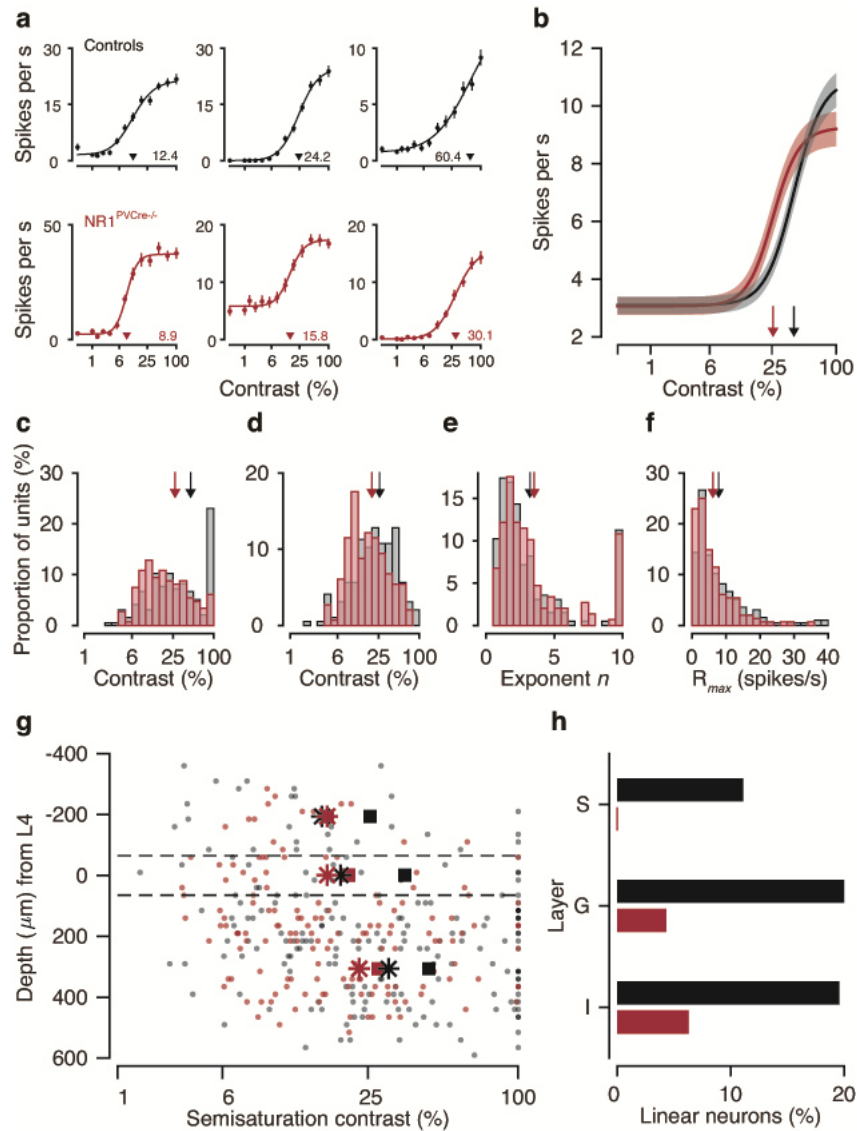 a
b
Controls
Spikes per s
30
15
0
12.4
30
15
0
24.2
10
5
0
60.4
NR1PVCre-/-
Spikes per s
50
25
0
8.9
1 6 25 100
20
10
0
15.8
1 6 25 100
20
10
0
30.1
1 6 25 100
Contrast (%)
Spikes per s
12
10
8
6
4
2
1 6 25 100
Contrast (%)
c
d
e
f
Proportion of units (%)
30
20
10
0
1 6 25 100
Contrast (%)
20
10
0
1 6 25 100
Contrast (%)
15
10
5
0
0 5 10
Exponent n
30
20
10
0
0 10 20 30 40
Rmax (spikes/s)
g
h
Depth (μm) from L4
-400
-200
0
200
400
600
1 6 25 100
Semisaturation contrast (%)
Layer
S
G
I
0 10 20
Linear neurons (%)